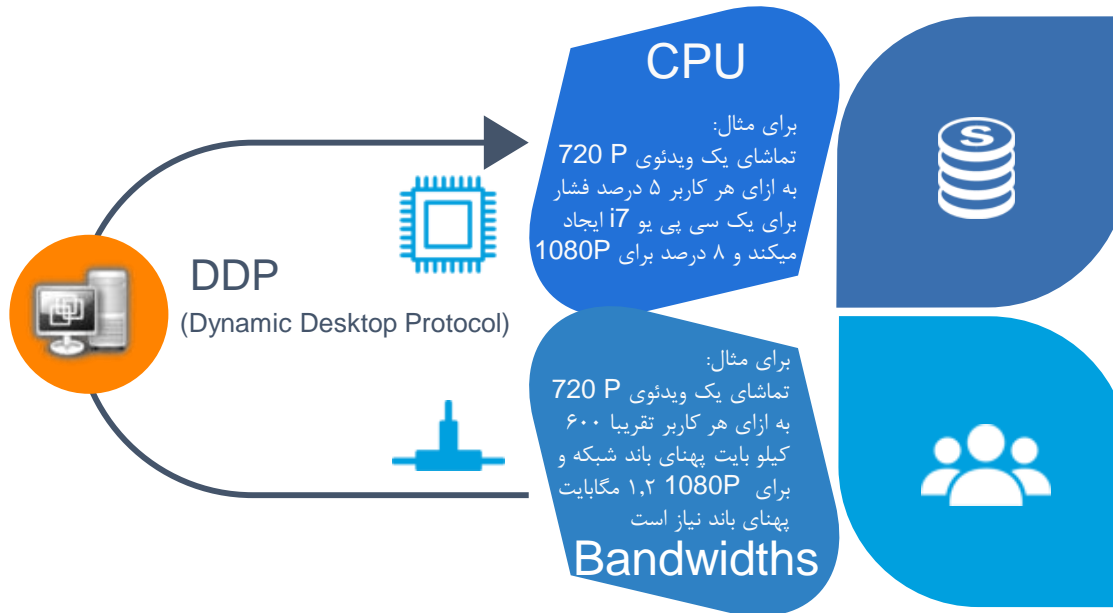 CPU
برای مثال:
تماشای یک ویدئوی 720 P
به ازای هر کاربر ۵ درصد فشار
برای یک سی پی یو i7 ایجاد
میکند و ۸ درصد برای 1080P
S
DDP
(Dynamic Desktop Protocol)
برای مثال:
تماشای یک ویدئوی 720 P
به ازای هر کاربر تقریبا ۶۰۰
کیلو بایت پهنای باند شبکه و
برای 1080P ۱,۲ مگابایت
پهنای باند نیاز است
Bandwidths